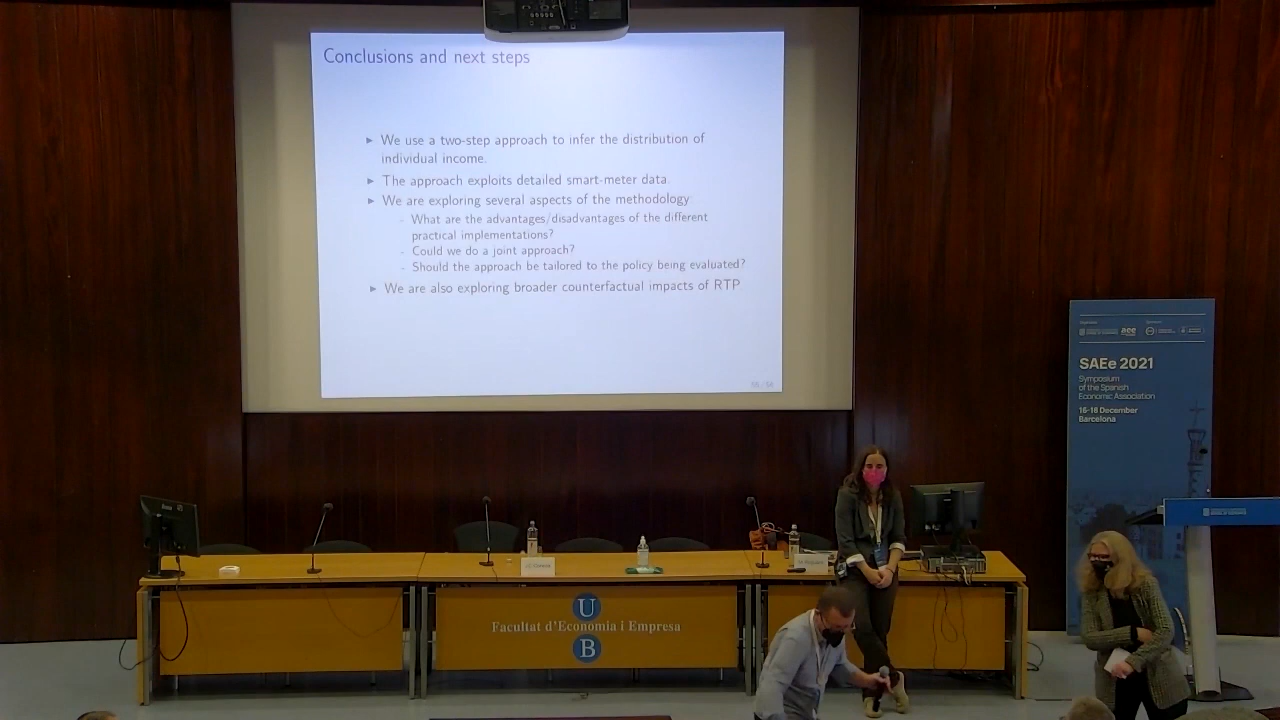 Conclusions and next steps
We use a two-step approach to infer the distribution of
individual income.
The approach exploits detailed smart-meter data.
We are exploring several aspects of the methodology:
- What are the advantages/disadvantages of the different
practical implementations?
- Could we do a joint approach?
- Should the approach be tailored to the policy being evaluated?
We are also exploring broader counterfactual impacts of RTP
SAEe 2021
Symposium
of the Spanish
Economic Association
16-18 December
Barcelona
U
Facultat d'Economia i Empresa
B